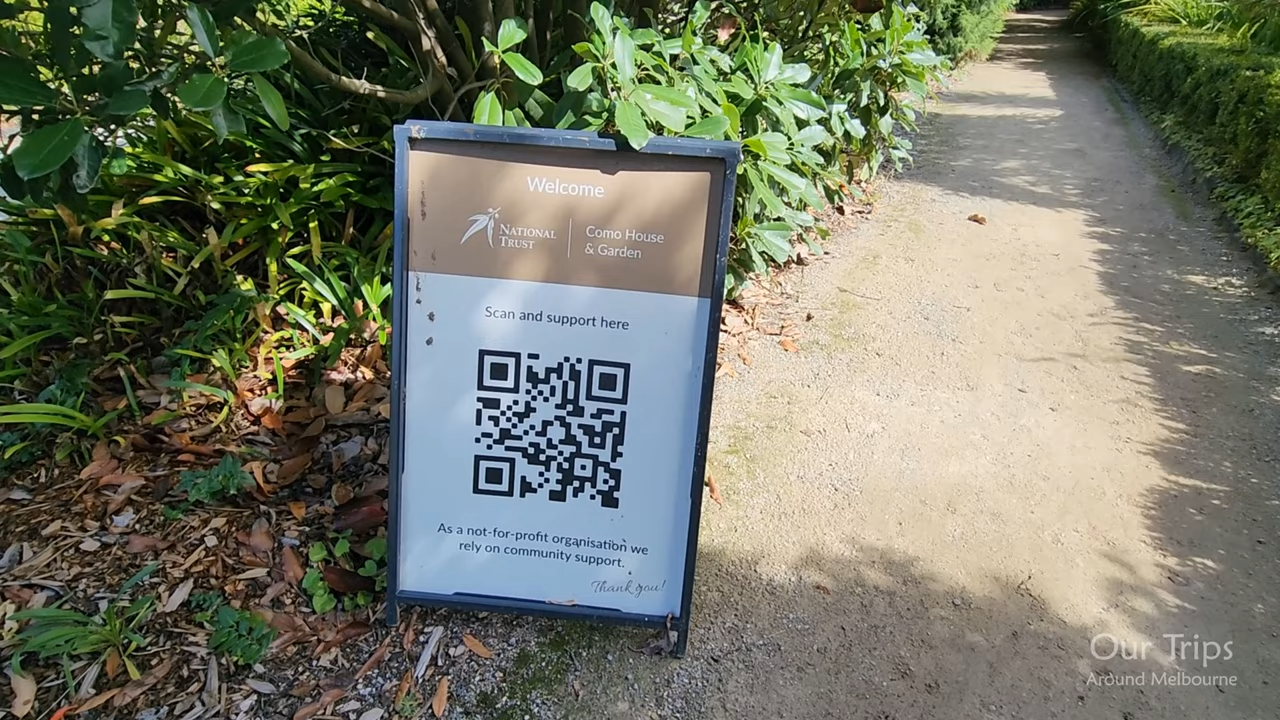 Welcome
NATIONAL
TRUST
Como House
& Garden
Scan and support here
As a not-for-profit organisation we
rely on community support.
Thank you!
Our Trips
Around Melbourne